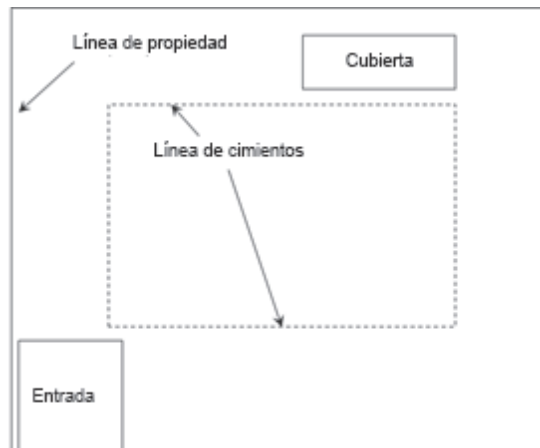 Línea de propiedad
Cubierta
Línea de cimientos
Entrada